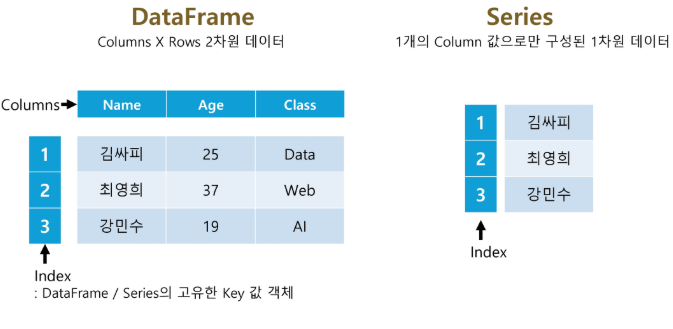 DataFrame
Columns X Rows 2차원 데이터
Columns
Name Age Class
1 김싸피 25 Data
2 최영희 37 Web
3 강민수 19 AI
Index
: DataFrame / Series의 고유한 Key 값 객체
Series
1개의 Column 값으로만 구성된 1차원 데이터
1 김싸피
2 최영희
3 강민수
Index